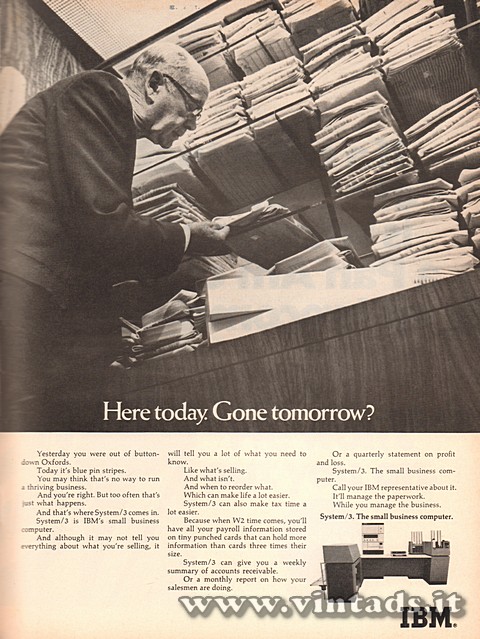 Here today. Gone tomorrow?
Yesterday you were out of button-
down Oxfords.
Today it's blue pin stripes.
You may think that's no way to run
a thriving business.
And you're right. But too often that's
just what happens.
And that's where System/3 comes in.
System/3 is IBM's small business
computer.
And although it may not tell you
everything about what you're selling, it
will tell you a lot of what you need to
know.
Like what's selling.
And what isn't.
And when to reorder what.
Which can make life a lot easier.
System/3 can also make tax time a
lot easier.
Because when W2 time comes, you'll
have all your payroll information stored
on tiny punched cards that can hold more
information than cards three times their
size.
System/3 can give you a weekly
summary of accounts receivable.
Or a monthly report on how your
salesmen are doing.
Or a quarterly statement on profit
and loss.
System/3. The small business com-
puter.
Call your IBM representative about it.
It'll manage the paperwork.
While you manage the business.
System/3. The small business computer.
IBM®
www.vintads.it